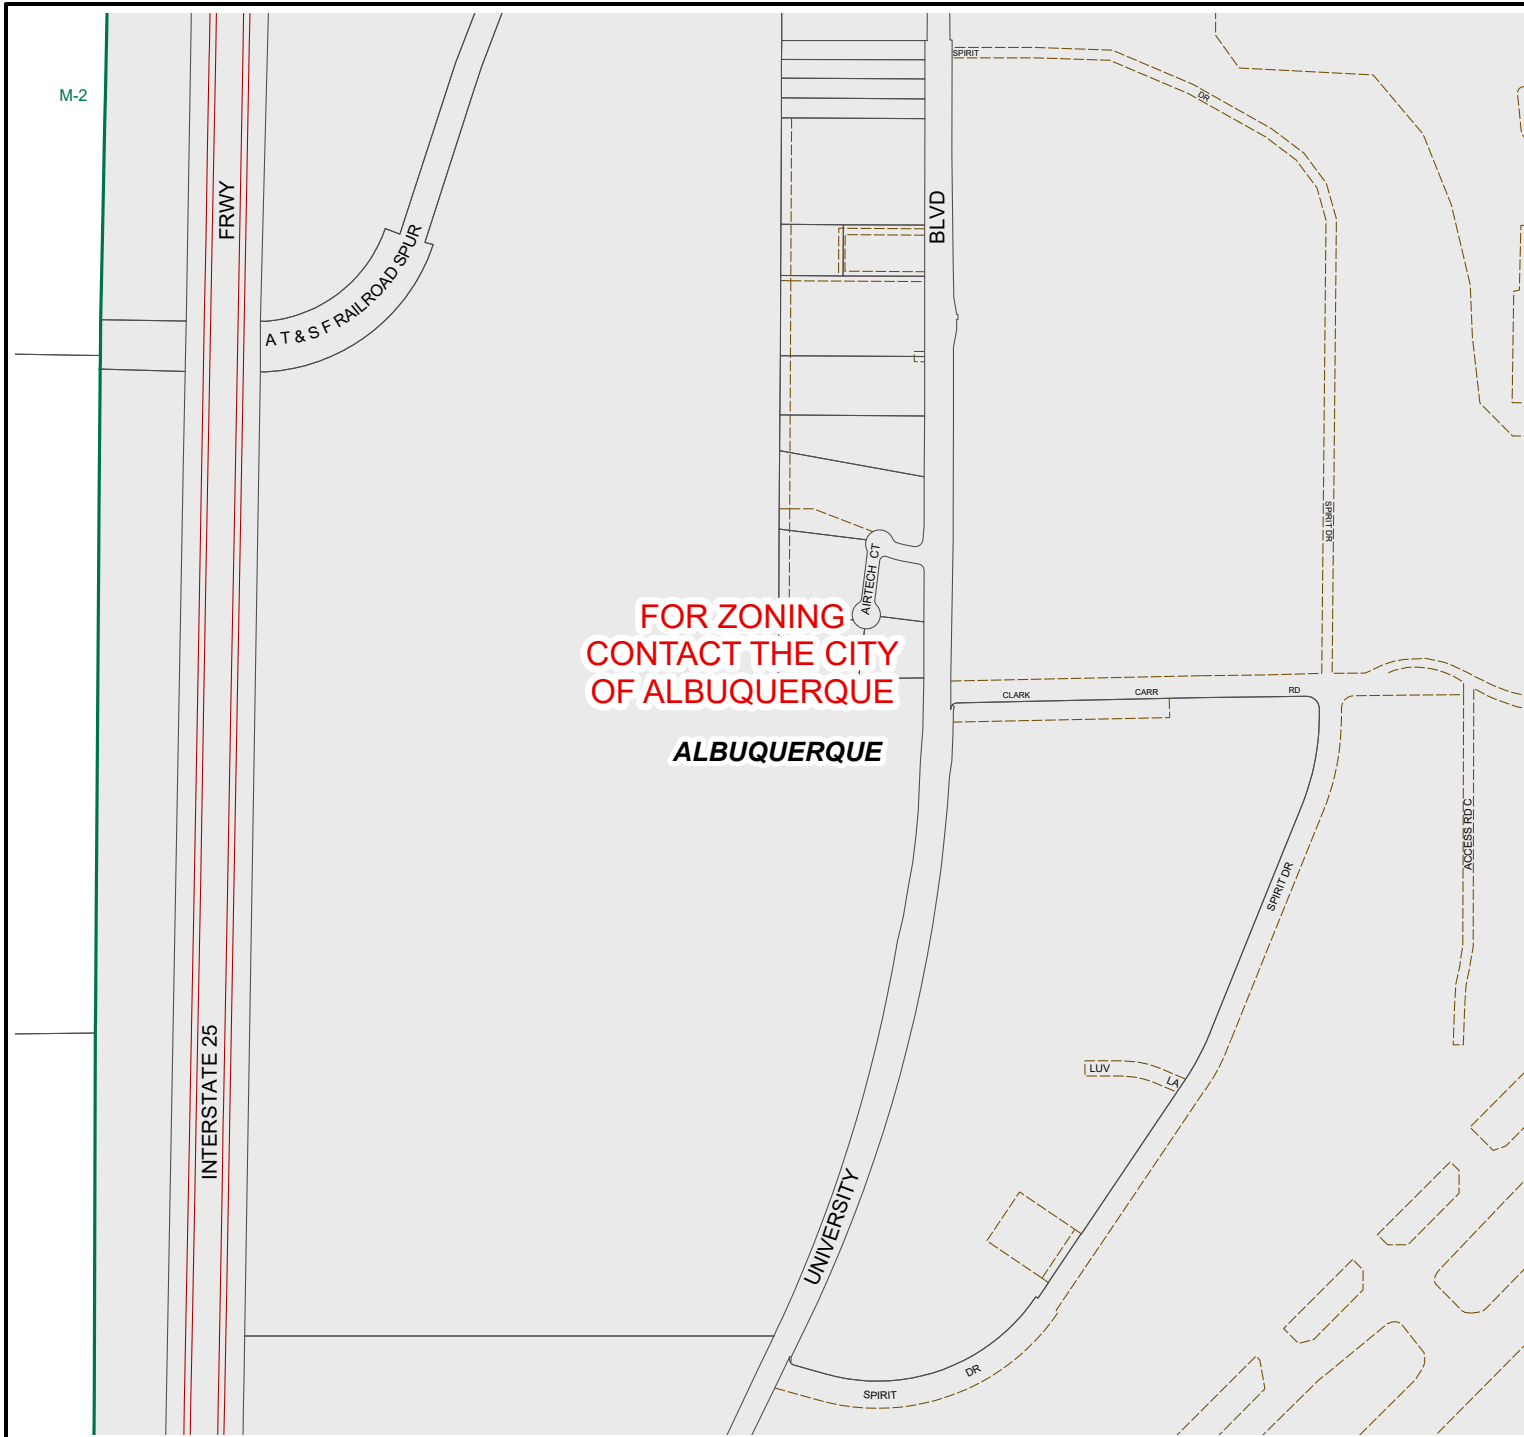 SPIRIT
DR
M-2
FRWY
BLVD
A T & S F RAILROAD SPUR
SPIRIT DR
AIRTECH CT
FOR ZONING
CONTACT THE CITY
OF ALBUQUERQUE
ALBUQUERQUE
CLARK CARR RD
ACCESS RD C
SPIRIT DR
INTERSTATE 25
LUV LA
UNIVERSITY
SPIRIT DR